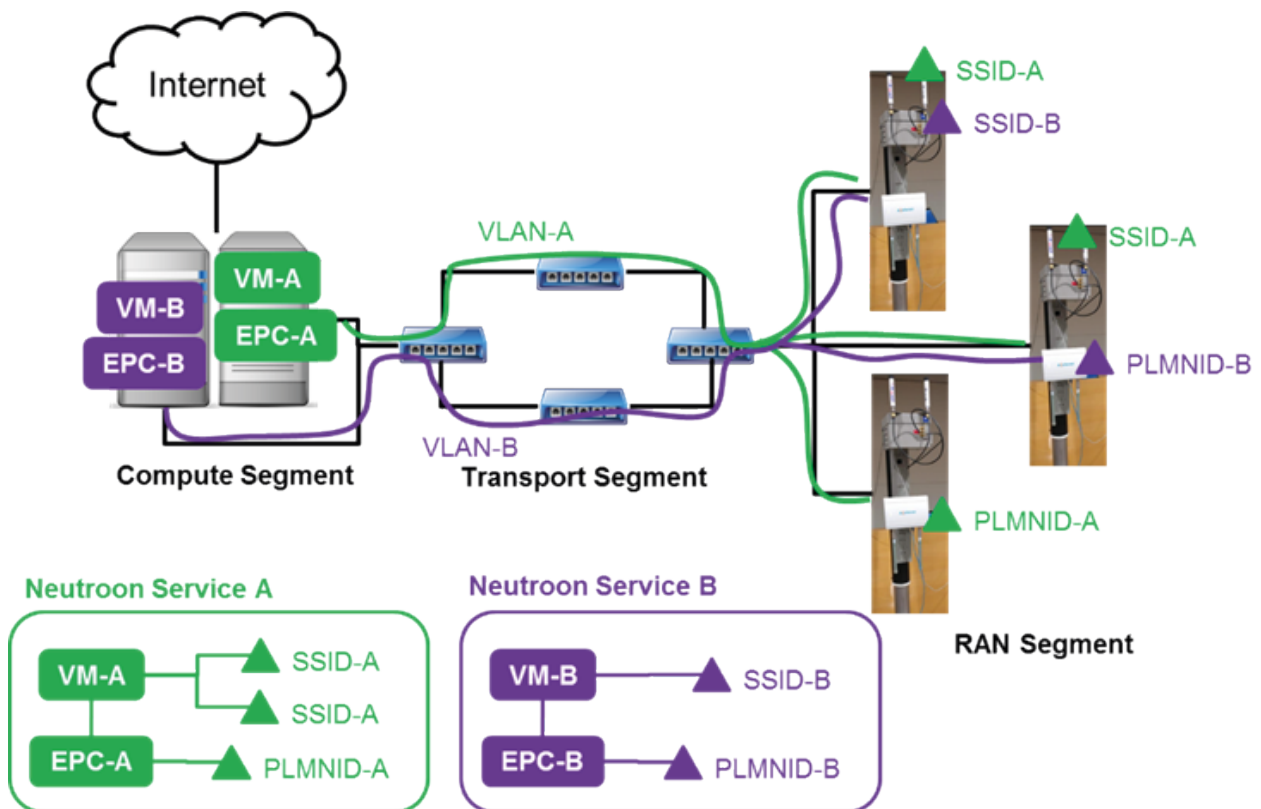 Internet
SSID-A
SSID-B
VLAN-A
VM-A
SSID-A
VM-B
EPC-A
EPC-B
PLMNID-B
VLAN-B
Compute Segment
Transport Segment
PLMNID-A
Neutroon Service A
Neutroon Service B
RAN Segment
VM-A
SSID-A
SSID-A
EPC-A
PLMNID-A
VM-B
SSID-B
EPC-B
PLMNID-B